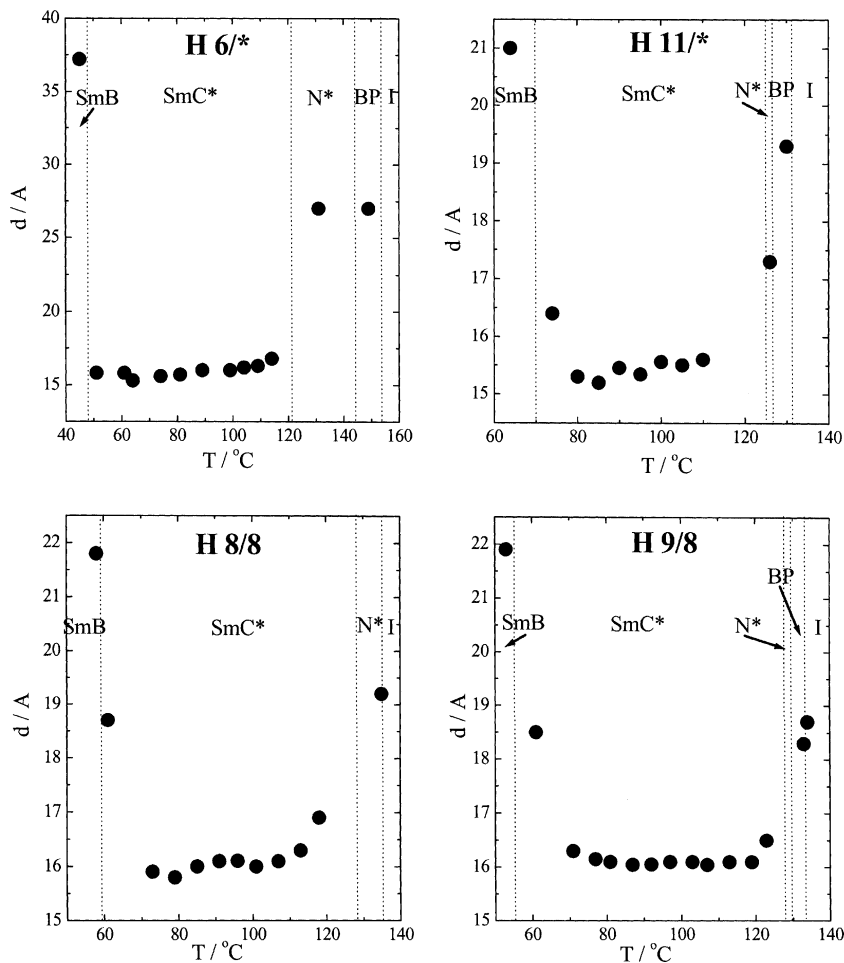 H 6/*
40
35
30
25
20
15
d / A
SmB
SmC*
N*
BP
I
40
60
80
100
120
140
160
T / °C
H 11/*
21
20
19
18
17
16
15
d / A
SmB
SmC*
N*
BP
I
60
80
100
120
140
T / °C
H 8/8
22
21
20
19
18
17
16
15
d / A
SmB
SmC*
N*
I
60
80
100
120
140
T / °C
H 9/8
22
21
20
19
18
17
16
15
d / A
SmB
SmC*
N*
BP
I
60
80
100
120
140
T / °C